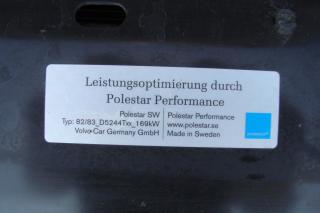 Leistungsoptimierung durch
Polestar Performance
Polestar SW
Typ: 82/83_D5244Txx_169kW
Volvo Car Germany GmbH
Polestar Performance
www.polestar.se
Made in Sweden